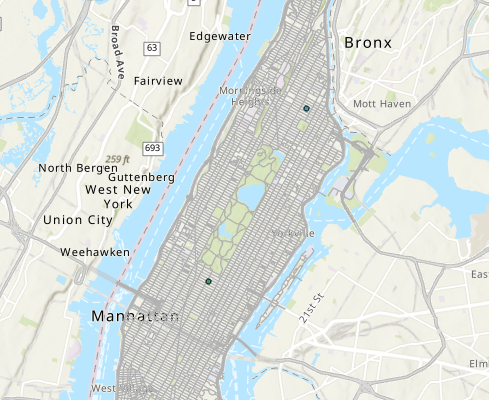 Edgewater
Broad Ave
63
Bronx
Fairview
Morningside
Heights
Mott Haven
693
259 ft
North Bergen
Guttenberg
West New
York
Union City
Yorkville
Weehawken
East
21st St
Manhattan
Elm
West Village